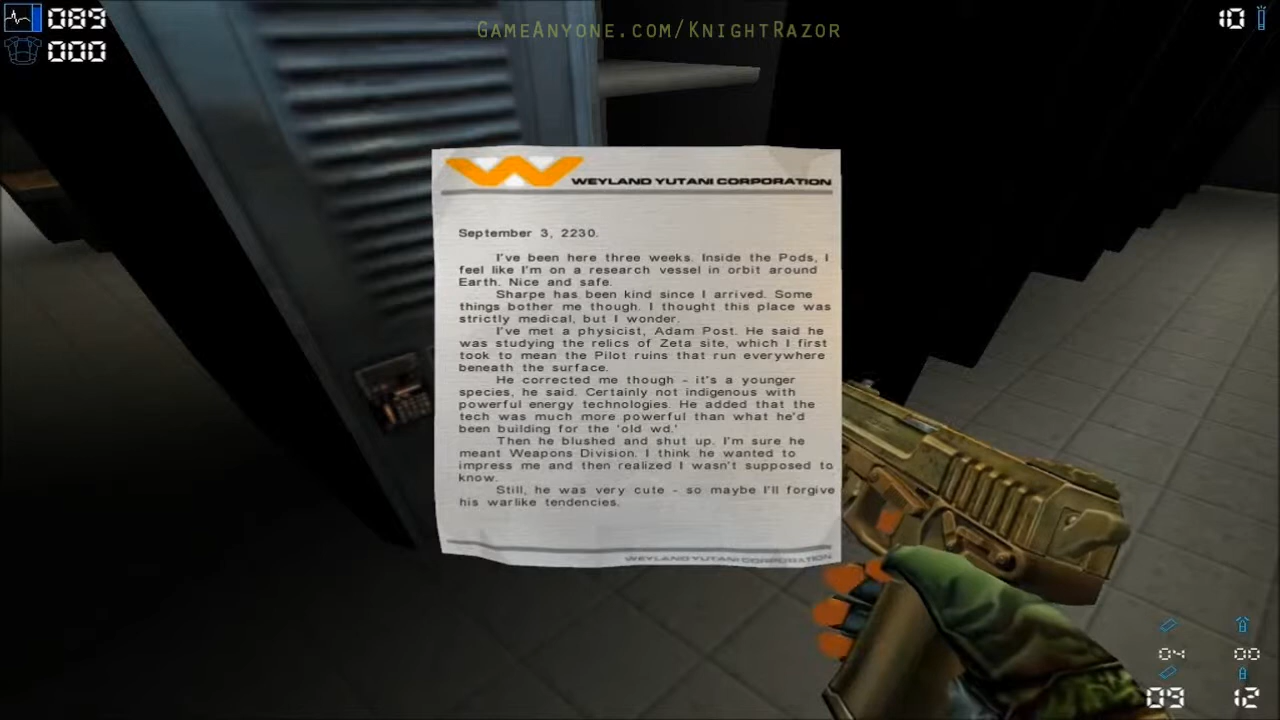 GameAnyone.com/KnightRazor
089
000
10
WEYLAND YUTANI CORPORATION
September 3, 2230.
I've been here three weeks. Inside the Pods, I
feel like I'm on a research vessel in orbit around
Earth. Nice and safe.
Sharpe has been kind since I arrived. Some
things bother me though. I thought this place was
strictly medical, but I wonder.
I've met a physicist, Adam Post. He said he
was studying the relics of Zeta site, which I first
took to mean the Pilot ruins that run everywhere
beneath the surface.
He corrected me though - it's a younger
species, he said. Certainly not indigenous with
powerful energy technologies. He added that the
tech was much more powerful than what he'd
been building for the 'old wd.'
Then he blushed and shut up. I'm sure he
meant Weapons Division. I think he wanted to
impress me and then realized I wasn't supposed to
know.
Still, he was very cute - so maybe I'll forgive
his warlike tendencies.
WEYLAND YUTANI CORPORATION
04 00
09 12